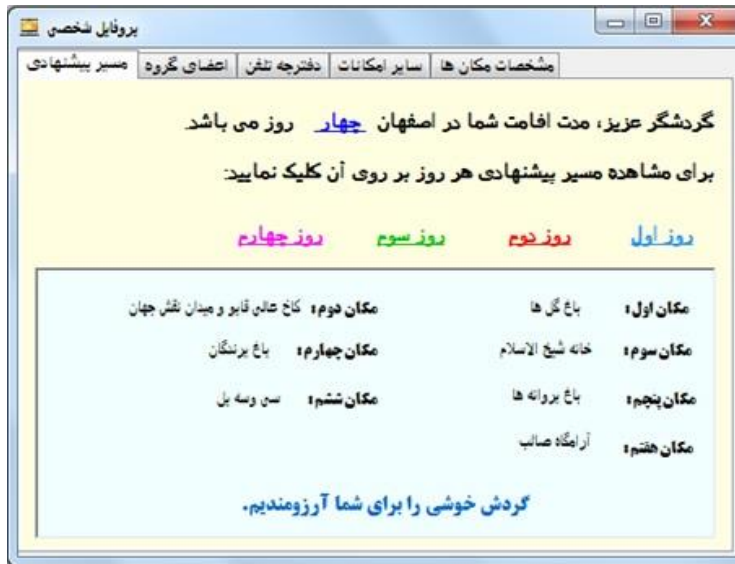 پروفایل شخصی
مسیر پیشنهادی اعضای گروه دفترچه تلفن سایر امکانات مشخصات مکان ها
گردشگر عزیز، مدت اقامت شما در اصفهان چهار روز می باشد.
برای مشاهده مسیر پیشنهادی هر روز بر روی آن کلیک نمایید:
روز اول روز دوم روز سوم روز چهارم
مکان اول: باغ گل ها مکان دوم: کاخ عالی قاپو و میدان نقش جهان
مکان سوم: خانه شیخ الاسلام مکان چهارم: باغ پرندگان
مکان پنجم: باغ پروانه ها مکان ششم: سی وسه پل
مکان هفتم: آرامگاه صائب
گردش خوشی را برای شما آرزومندیم.